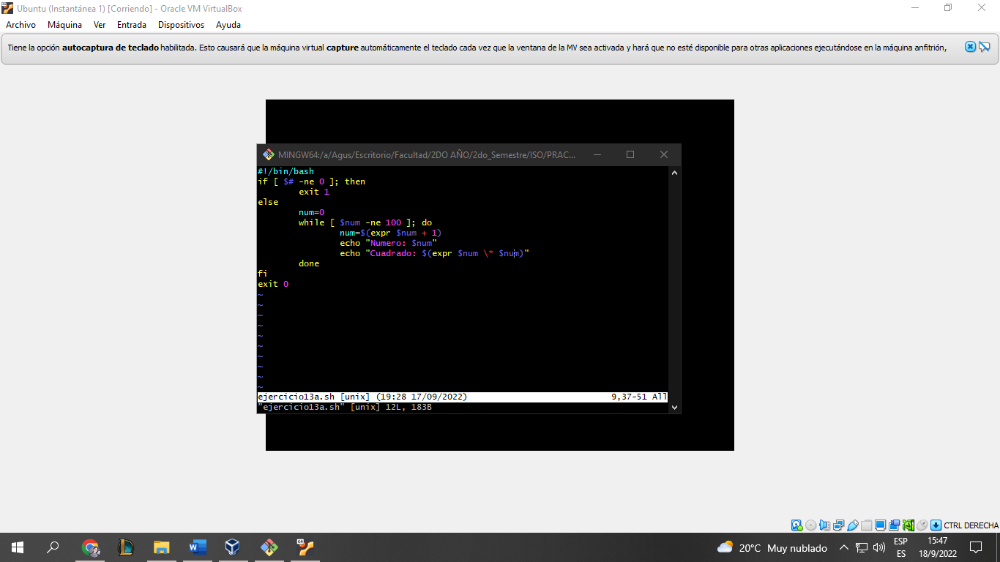 Ubuntu (Instantánea 1) [Corriendo] - Oracle VM VirtualBox
Archivo Máquina Ver Entrada Dispositivos Ayuda
Tiene la opción autocaptura de teclado habilitada. Esto causará que la máquina virtual capture automáticamente el teclado cada vez que la ventana de la MV sea activada y hará que no esté disponible para otras aplicaciones ejecutándose en la máquina anfitrión,
MINGW64:/a/Agus/Escritorio/Facultad/2DO AÑO/2do_Semestre/ISO/PRAC...
#!/bin/bash
if [ $# -ne 0 ]; then
exit 1
else
num=0
while [ $num -ne 100 ]; do
num=$(expr $num + 1)
echo "Numero: $num"
echo "Cuadrado: $(expr $num \* $num)"
done
fi
exit 0
~
~
~
~
~
~
~
~
~
~
ejercicio13a.sh [unix] (19:28 17/09/2022) 9,37-51 All
"ejercicio13a.sh" [unix] 12L, 183B
CTRL DERECHA
20°C Muy nublado
ESP
ES
15:47
18/9/2022